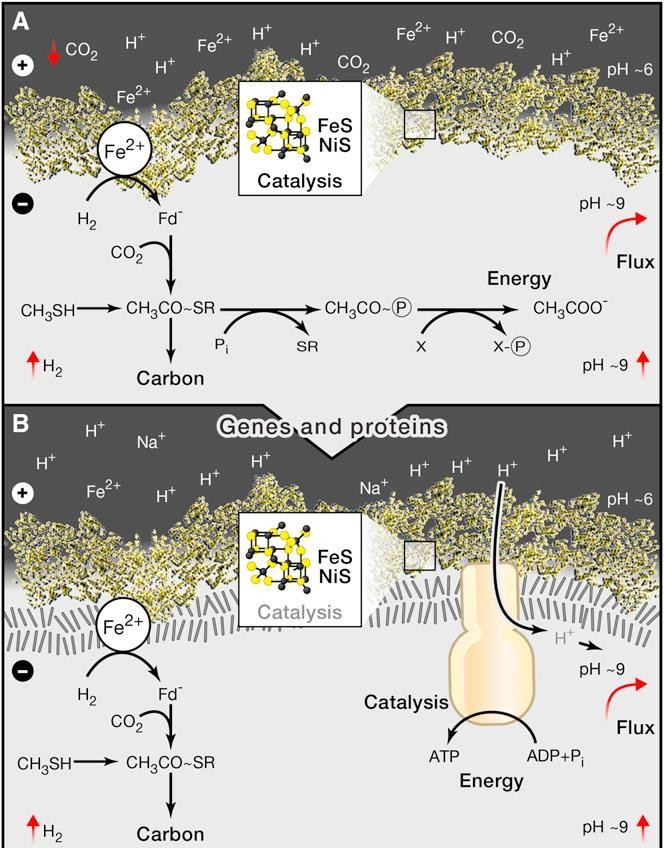 A
CO₂ H⁺ H⁺ Fe²⁺ H⁺ H⁺ CO₂ Fe²⁺ H⁺ CO₂ H⁺ Fe²⁺
+ pH ~6
Fe²⁺
Fe²⁺
FeS
NiS
Catalysis
−
H₂ Fd⁻
pH ~9
Flux
CO₂
Energy
CH₃SH CH₃CO~SR CH₃CO~P CH₃COO⁻
Pᵢ SR X X-P
H₂ pH ~9
Carbon
Genes and proteins
B
H⁺ H⁺ Na⁺ Fe²⁺ H⁺ H⁺ H⁺ Na⁺ H⁺ H⁺ H⁺ H⁺ H⁺
+ pH ~6
FeS
NiS
Catalysis
Fe²⁺
H⁺
−
pH ~9
H₂ Fd⁻
Catalysis
Flux
CO₂
CH₃SH CH₃CO~SR
ATP ADP+Pᵢ
Energy
H₂ pH ~9
Carbon